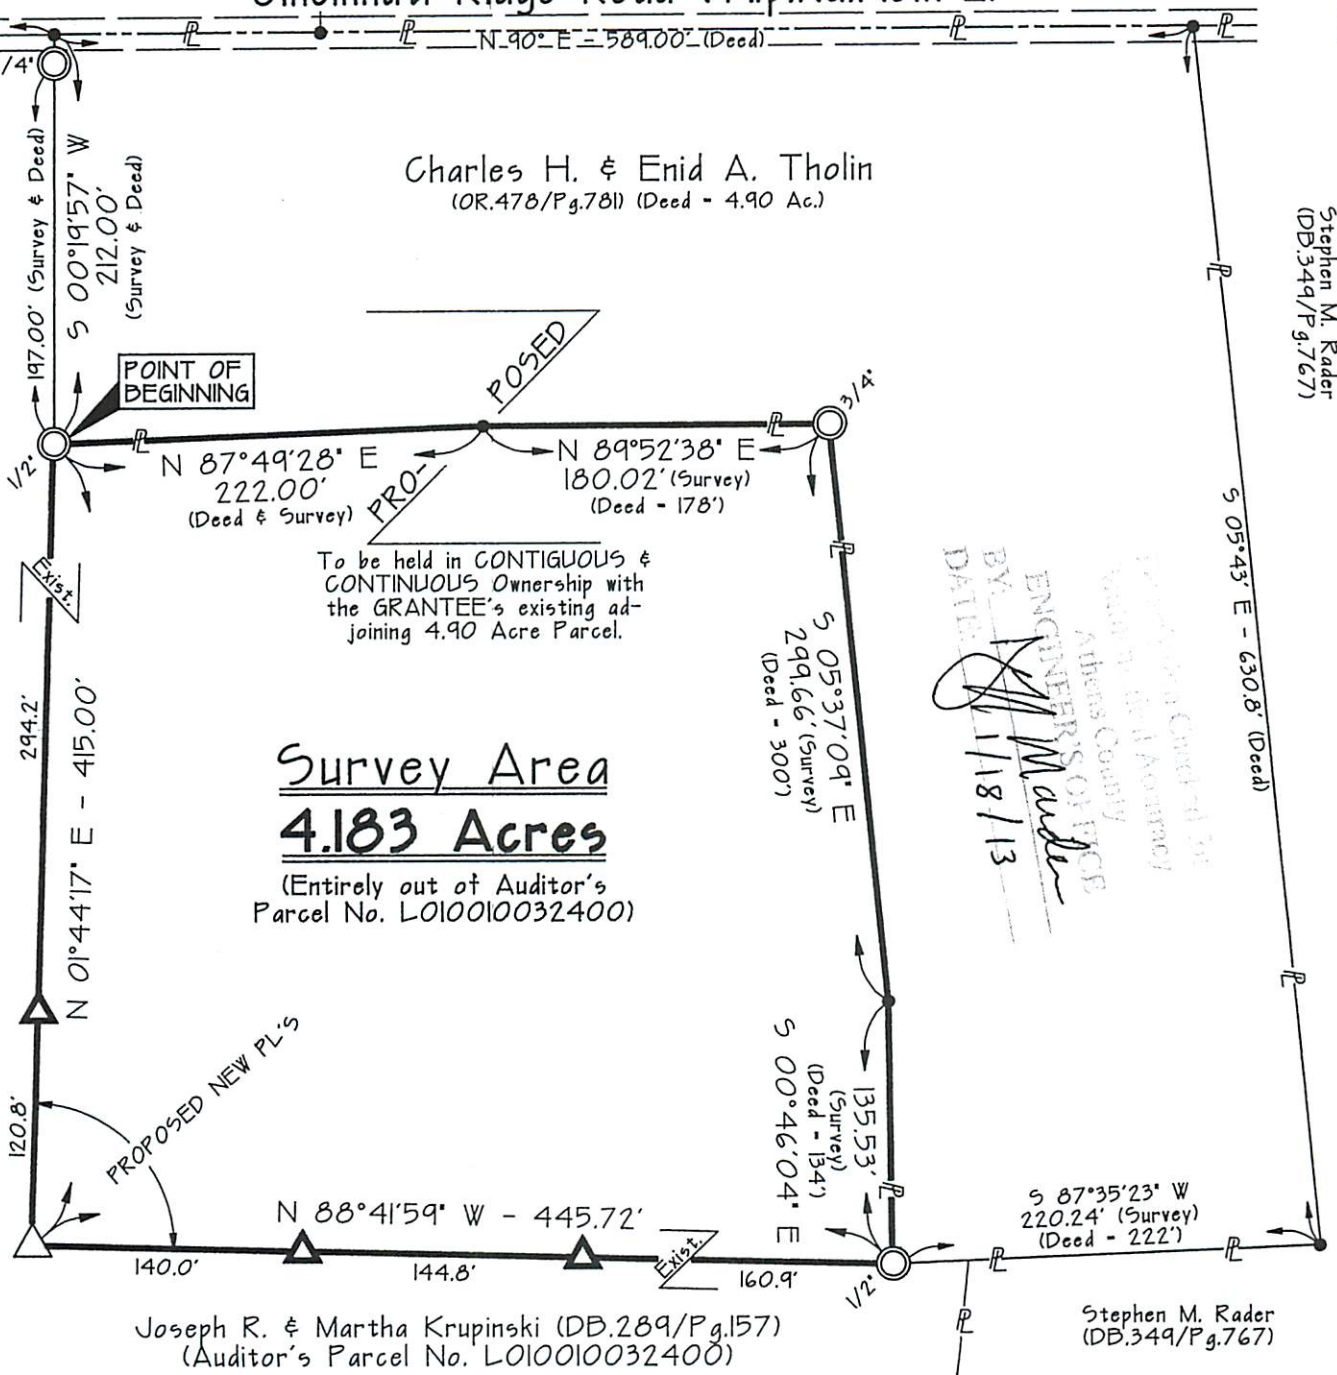 N 90° E - 589.00' (Deed)
/4"
197.00' (Survey & Deed)
S 00°19'57" W
212.00'
(Survey & Deed)
Charles H. & Enid A. Tholin
(OR.478/Pg.781) (Deed - 4.90 Ac.)
Stephen M. Rader
(DB.349/Pg.767)
POINT OF
BEGINNING
PRO-
POSED
3/4"
1/2"
N 87°49'28" E
222.00'
(Deed & Survey)
N 89°52'38" E
180.02' (Survey)
(Deed - 178')
To be held in CONTIGUOUS &
CONTINUOUS Ownership with
the GRANTEE's existing ad-
joining 4.90 Acre Parcel.
Exist.
294.2'
N 01°44'17" E - 415.00'
S 05°37'09" E
299.66' (Survey)
(Deed - 300')
S 05°43' E - 630.8' (Deed)
Athens County
ENGINEER'S OFFICE
BY
DATE 1/18/13
Survey Area
4.183 Acres
(Entirely out of Auditor's
Parcel No. L010010032400)
120.8'
PROPOSED NEW PL'S
135.53'
(Survey)
(Deed - 134')
S 00°46'04" E
N 88°41'59" W - 445.72'
140.0'
144.8'
Exist.
160.9'
1/2"
S 87°35'23" W
220.24' (Survey)
(Deed - 222')
Joseph R. & Martha Krupinski (DB.289/Pg.157)
(Auditor's Parcel No. L010010032400)
Stephen M. Rader
(DB.349/Pg.767)